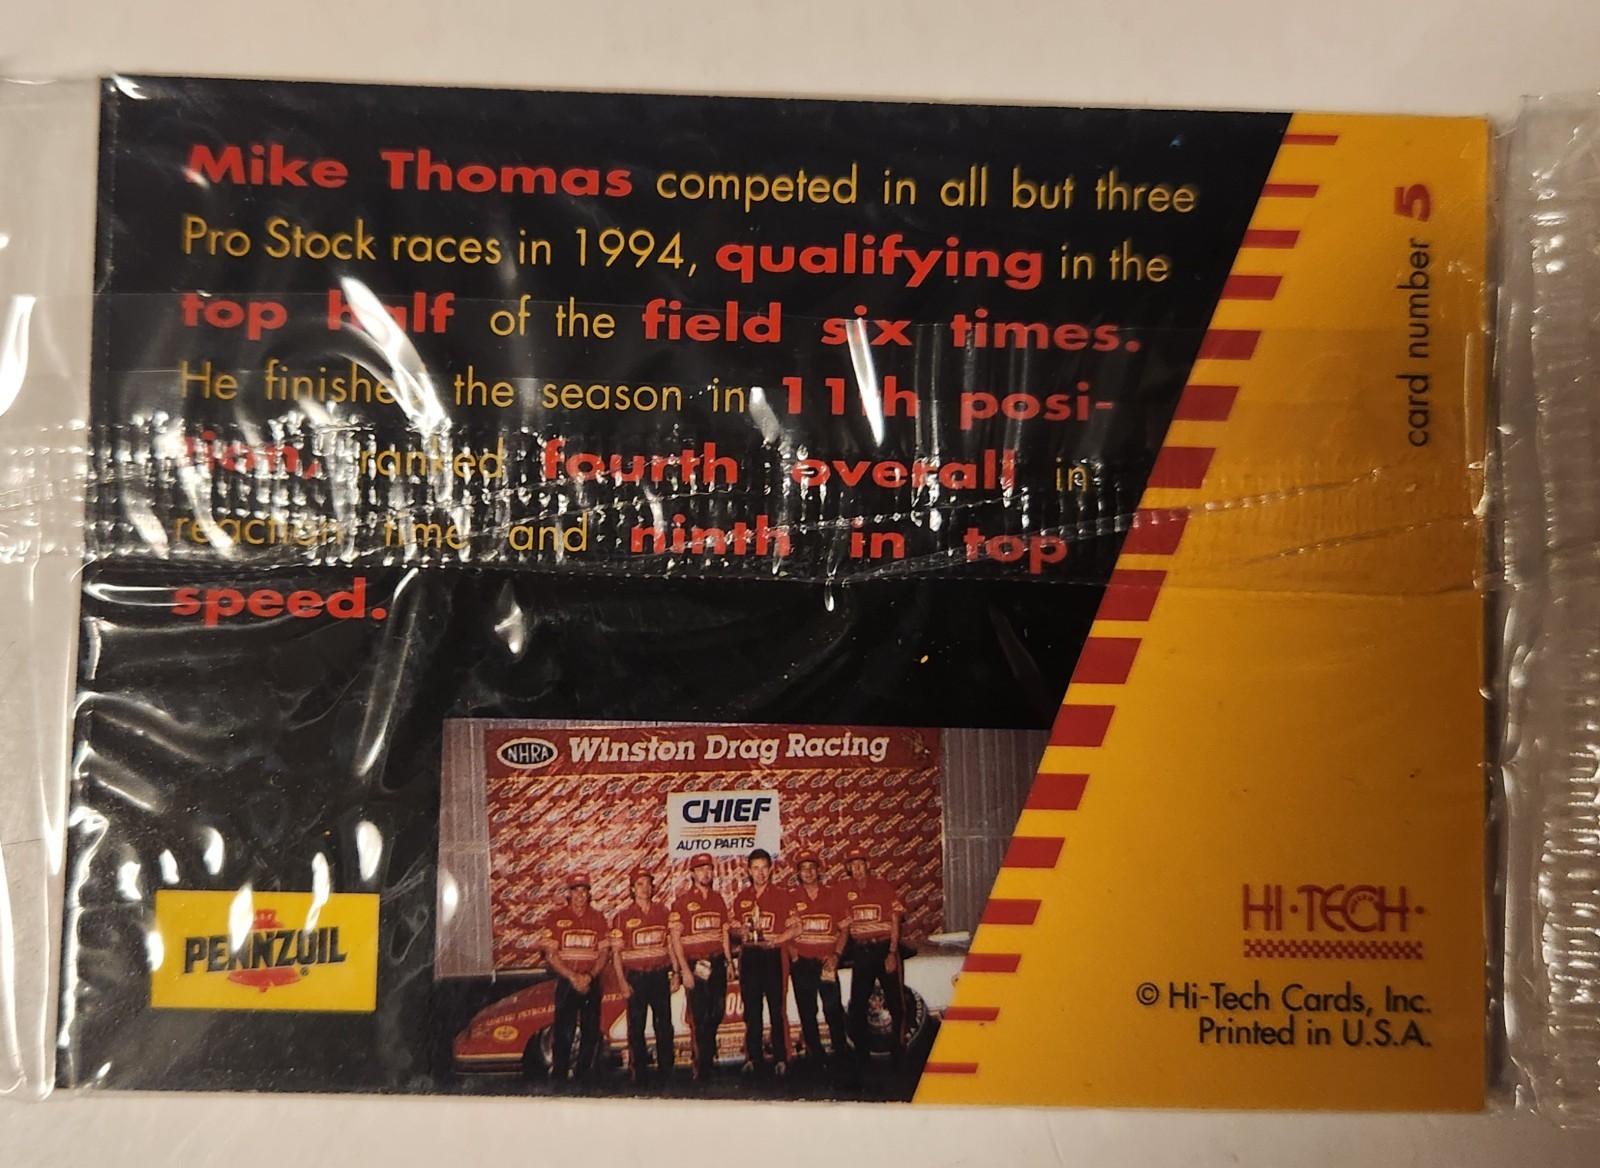 Mike Thomas competed in all but three
Pro Stock races in 1994, qualifying in the
top half of the field six times.
He finished the season in 11th posi-
tion, ranked fourth overall in
reaction time and ninth in top
speed.
card number 5
NHRA Winston Drag Racing
CHIEF
AUTO PARTS
PENNZOIL®
HI·TECH·
© Hi-Tech Cards, Inc.
Printed in U.S.A.